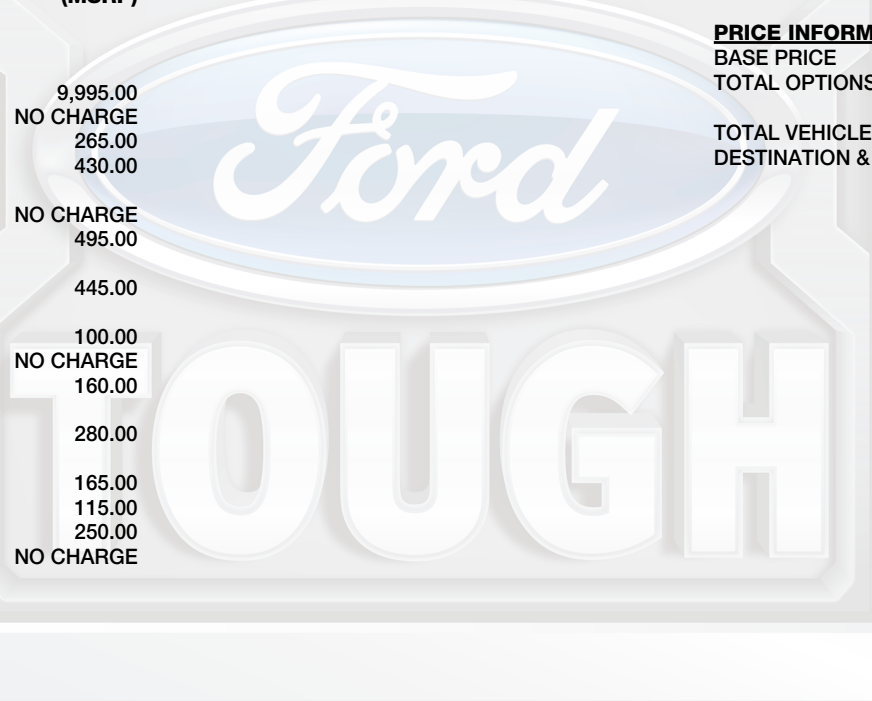 (MSRP)
9,995.00
NO CHARGE
265.00
430.00
NO CHARGE
495.00
445.00
100.00
NO CHARGE
160.00
280.00
165.00
115.00
250.00
NO CHARGE
PRICE INFORM
BASE PRICE
TOTAL OPTIONS
TOTAL VEHICLE
DESTINATION &
Ford
TOUGH